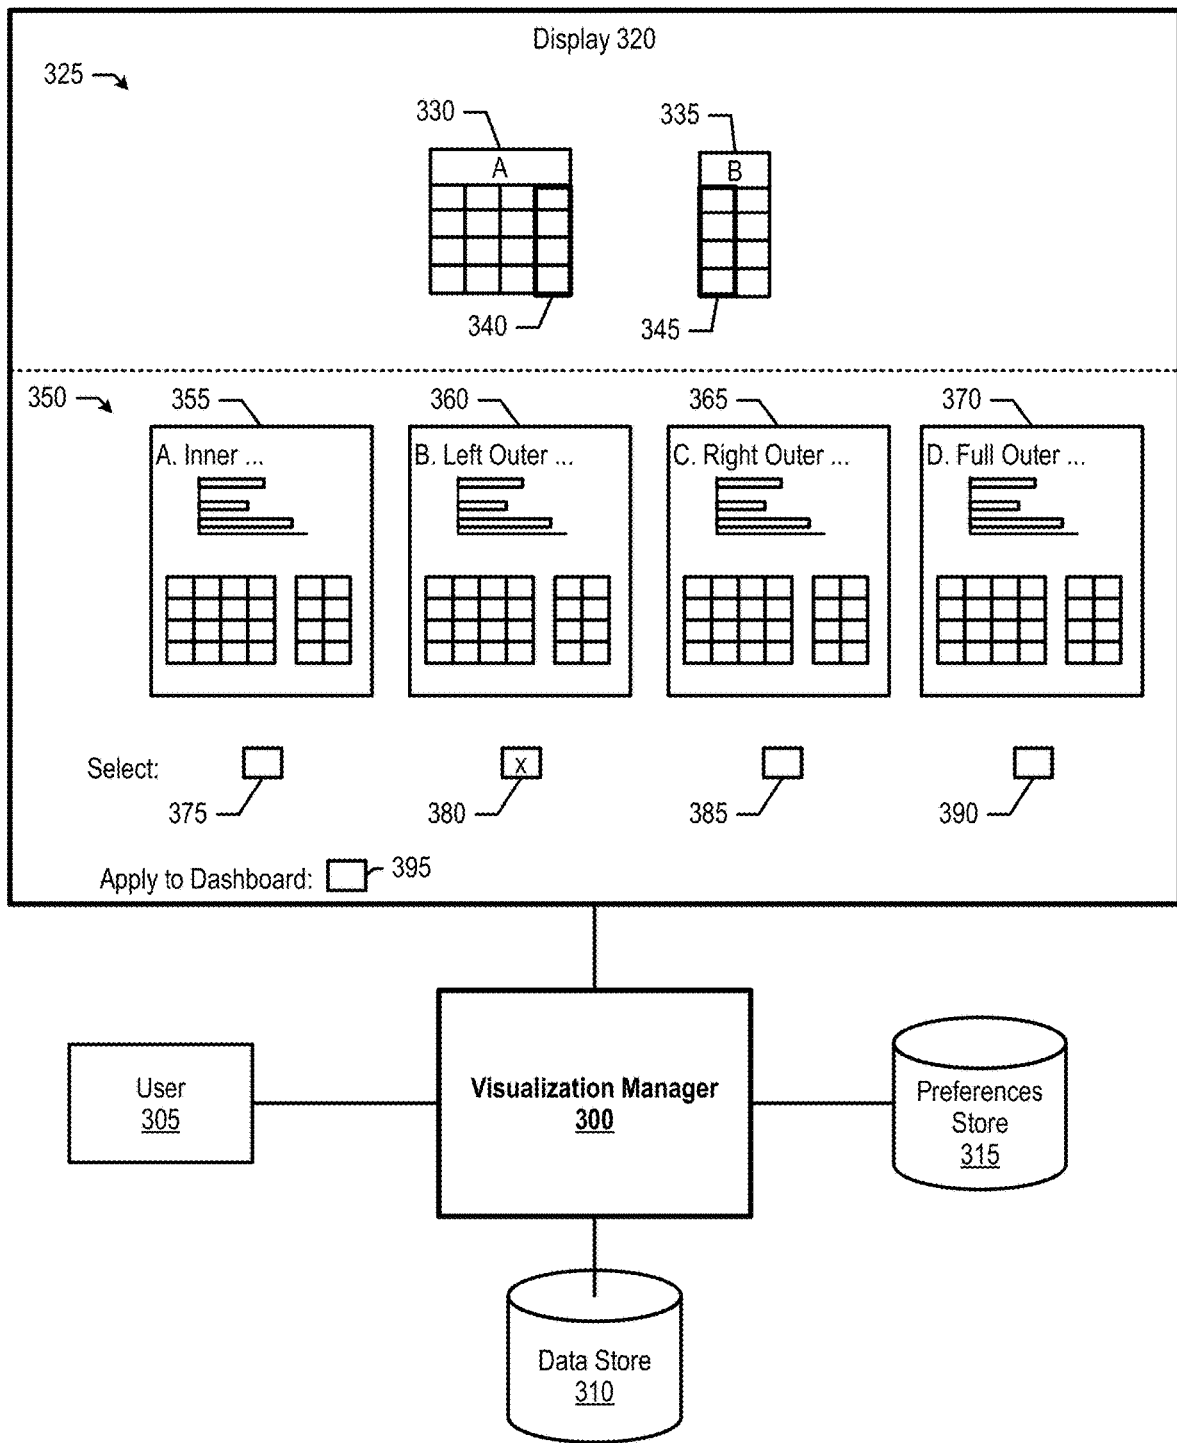 Display 320
325
330
335
A
B
340
345
350
355
360
365
370
A. Inner ...
B. Left Outer ...
C. Right Outer ...
D. Full Outer ...
Select:
x
375
380
385
390
Apply to Dashboard:
395
User
305
Visualization Manager
300
Preferences
Store
315
Data Store
310